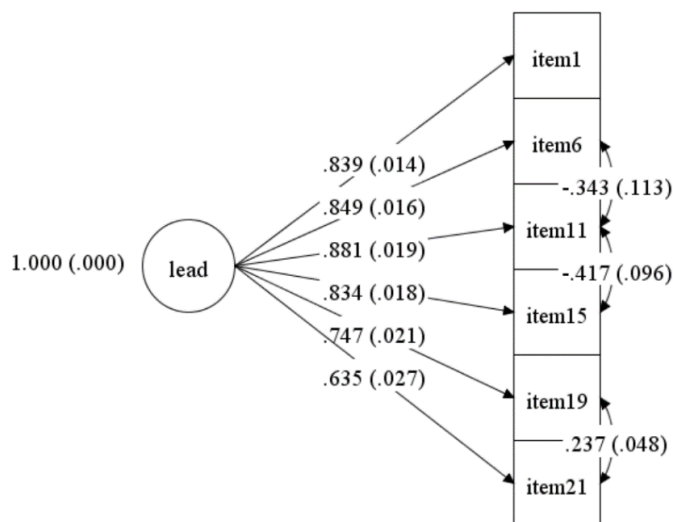 item1
item6
.839 (.014)
-.343 (.113)
.849 (.016)
item11
.881 (.019)
1.000 (.000)
lead
-.417 (.096)
.834 (.018)
item15
.747 (.021)
.635 (.027)
item19
.237 (.048)
item21